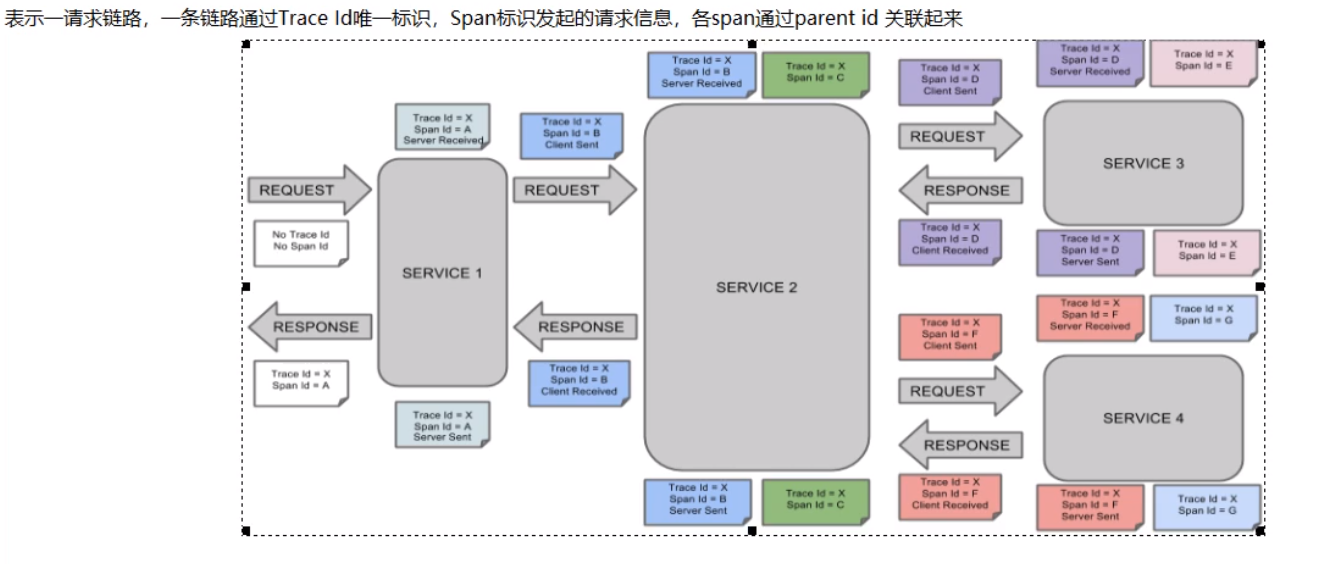 表示一请求链路，一条链路通过Trace Id唯一标识，Span标识发起的请求信息，各span通过parent id 关联起来
REQUEST
No Trace Id
No Span Id
RESPONSE
Trace Id = X
Span Id = A
Trace Id = X
Span Id = A
Server Received
SERVICE 1
Trace Id = X
Span Id = A
Server Sent
Trace Id = X
Span Id = B
Client Sent
REQUEST
RESPONSE
Trace Id = X
Span Id = B
Client Received
Trace Id = X
Span Id = B
Server Received
Trace Id = X
Span Id = C
SERVICE 2
Trace Id = X
Span Id = B
Server Sent
Trace Id = X
Span Id = C
Trace Id = X
Span Id = D
Client Sent
REQUEST
RESPONSE
Trace Id = X
Span Id = D
Client Received
Trace Id = X
Span Id = D
Server Received
Trace Id = X
Span Id = E
SERVICE 3
Trace Id = X
Span Id = D
Server Sent
Trace Id = X
Span Id = E
Trace Id = X
Span Id = F
Client Sent
REQUEST
RESPONSE
Trace Id = X
Span Id = F
Client Received
Trace Id = X
Span Id = F
Server Received
Trace Id = X
Span Id = G
SERVICE 4
Trace Id = X
Span Id = F
Server Sent
Trace Id = X
Span Id = G